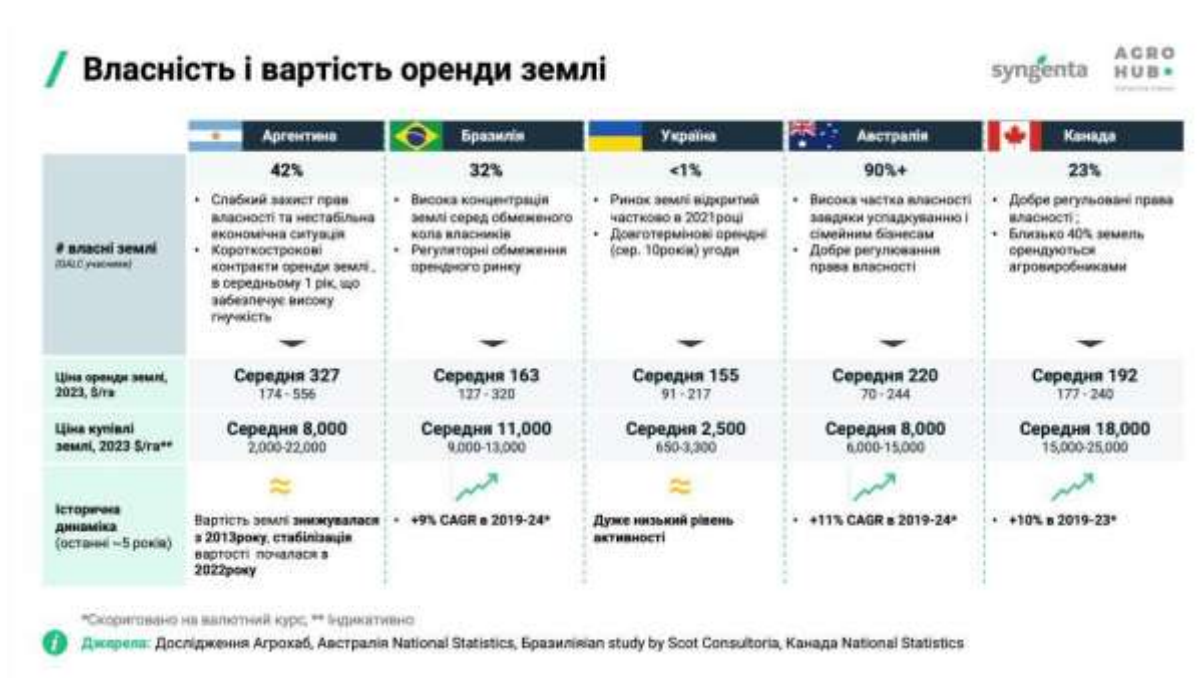 Власність і вартість оренди землі
syngenta
AGRO
HUB
Аргентина
Бразилія
Україна
Австралія
Канада
# власні землі
(GALC учасники)
42%
32%
<1%
90%+
23%
• Слабкий захист прав
власності та нестабільна
економічна ситуація
• Короткострокові
контракти оренди землі ,
в середньому 1 рік, що
забезпечує високу
гнучкість
• Висока концентрація
землі серед обмеженого
кола власників
• Регуляторні обмеження
орендного ринку
• Ринок землі відкритий
частково в 2021році
• Довготермінові орендні
(сер. 10років) угоди
• Висока частка власності
завдяки успадкуванню і
сімейним бізнесам
• Добре регулювання
права власності
• Добре регульовані права
власності ;
• Близько 40% земель
орендуються
агровиробниками
Ціна оренди землі,
2023, $/га
Середня 327
174 - 556
Середня 163
127 - 320
Середня 155
91 - 217
Середня 220
70 - 244
Середня 192
177 - 240
Ціна купівлі
землі, 2023 $/га**
Середня 8,000
2,000-22,000
Середня 11,000
9,000-13,000
Середня 2,500
650-3,300
Середня 8,000
6,000-15,000
Середня 18,000
15,000-25,000
Історична
динаміка
(останні ~5 років)
Вартість землі знижувалася
з 2013року, стабілізація
вартості почалася в
2022року
• +9% CAGR в 2019-24*
Дуже низький рівень
активності
• +11% CAGR в 2019-24*
• +10% в 2019-23*
*Скориговано на валютний курс, ** Індикативно
Джерела: Дослідження Агрохаб, Австралія National Statistics, Бразиліяian study by Scot Consultoria, Канада National Statistics